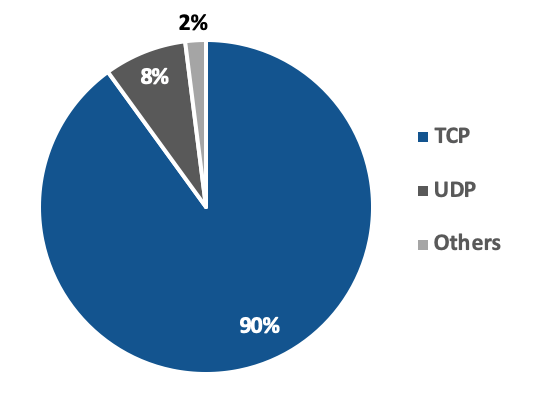 2%
8%
TCP
UDP
Others
90%